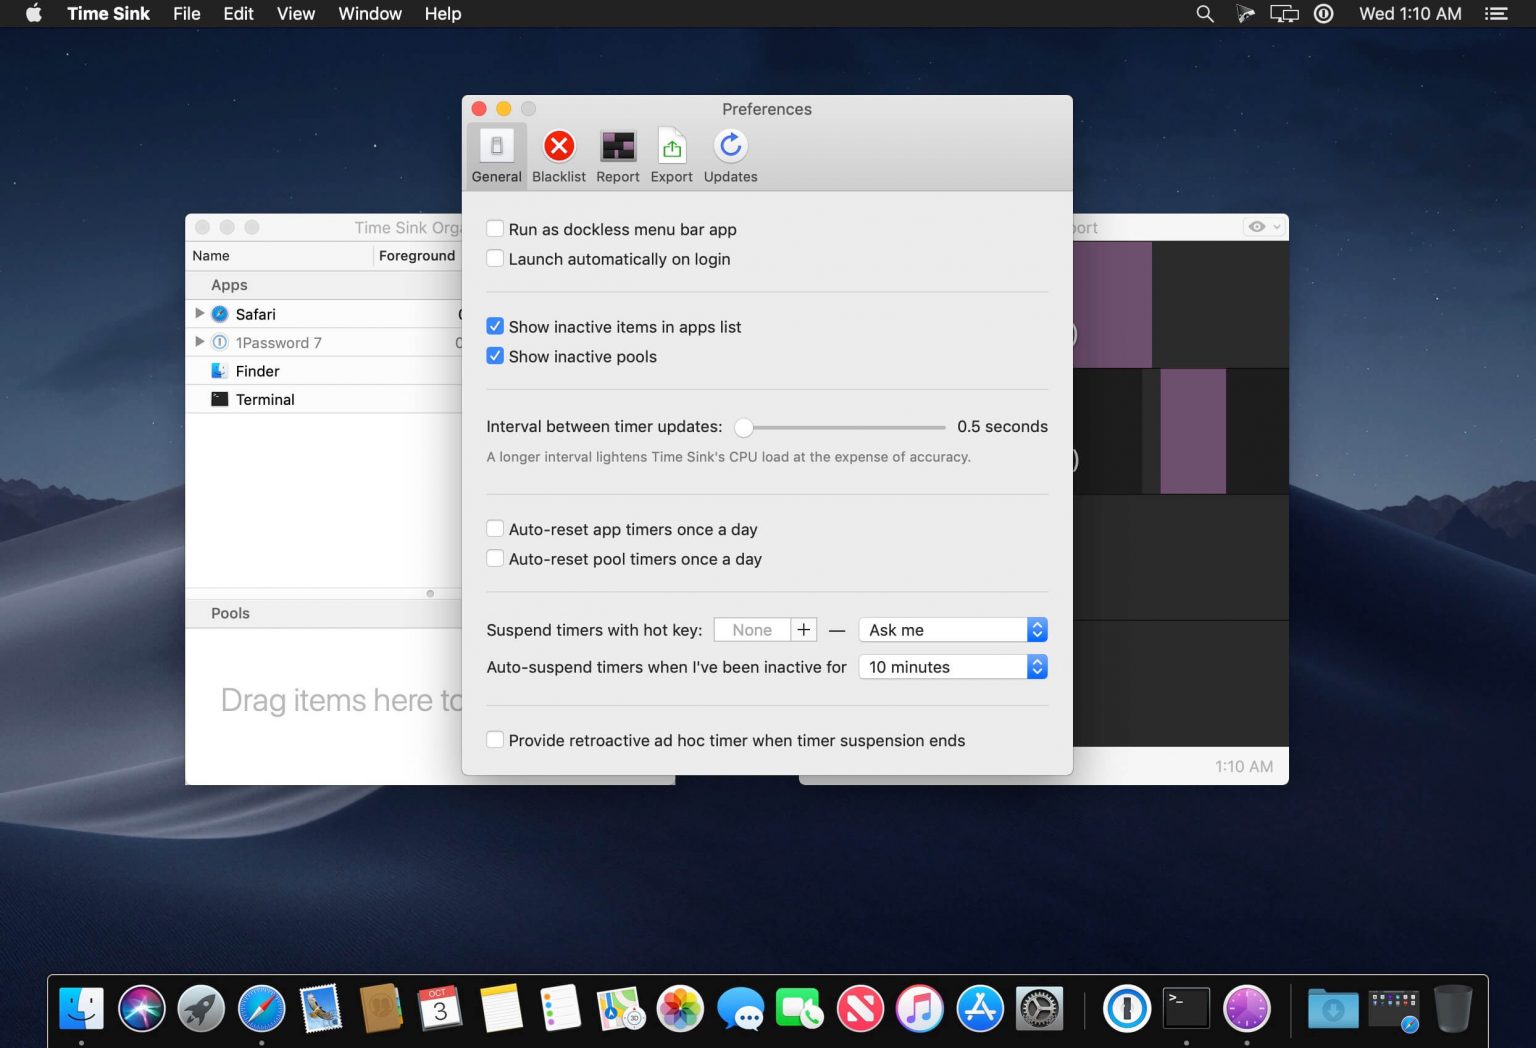 Time Sink File Edit View Window Help
Wed 1:10 AM
Preferences
General Blacklist Report Export Updates
Time Sink Orga
Name Foreground
Apps
Safari
1Password 7
Finder
Terminal
Pools
Drag items here to
Run as dockless menu bar app
Launch automatically on login
Show inactive items in apps list
Show inactive pools
Interval between timer updates: 0.5 seconds
A longer interval lightens Time Sink's CPU load at the expense of accuracy.
Auto-reset app timers once a day
Auto-reset pool timers once a day
Suspend timers with hot key: None + — Ask me
Auto-suspend timers when I've been inactive for 10 minutes
Provide retroactive ad hoc timer when timer suspension ends
port
1:10 AM
OCT
3
3D